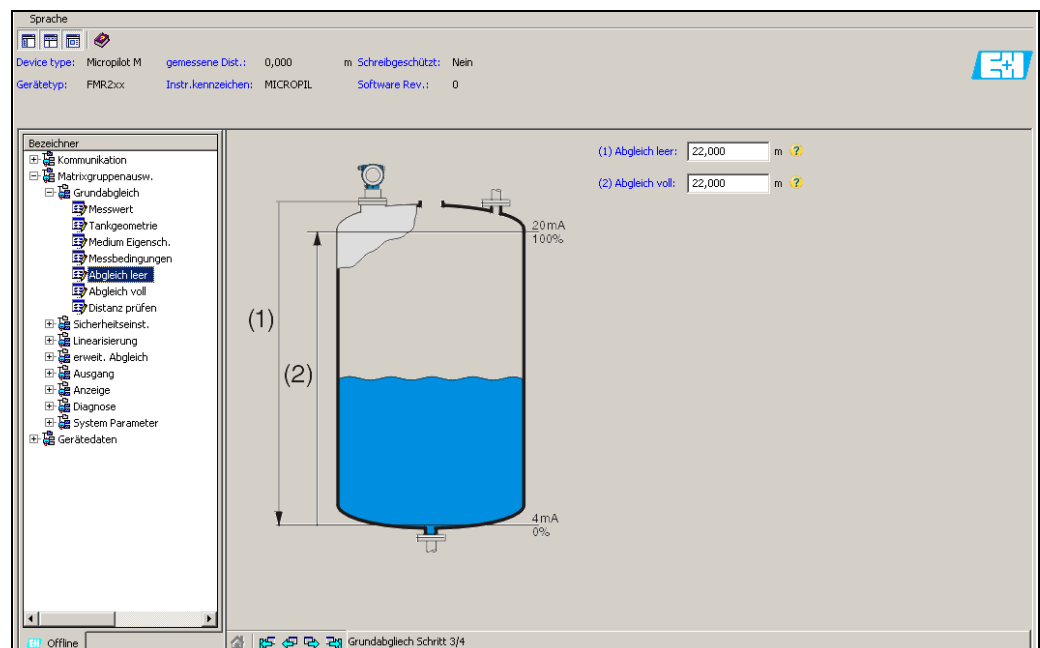 Sprache
Device type: Micropilot M gemessene Dist.: 0,000 m Schreibgeschützt: Nein
Gerätetyp: FMR2xx Instr.kennzeichen: MICROPIL Software Rev.: 0
E+H
Bezeichner
Kommunikation
Matrixgruppenausw.
Grundabgleich
Messwert
Tankgeometrie
Medium Eigensch.
Messbedingungen
Abgleich leer
Abgleich voll
Distanz prüfen
Sicherheitseinst.
Linearisierung
erweit. Abgleich
Ausgang
Anzeige
Diagnose
System Parameter
Gerätedaten
(1) Abgleich leer: 22,000 m ?
(2) Abgleich voll: 22,000 m ?
20mA
100%
(1)
(2)
4mA
0%
Offline
Grundabgliech Schritt 3/4